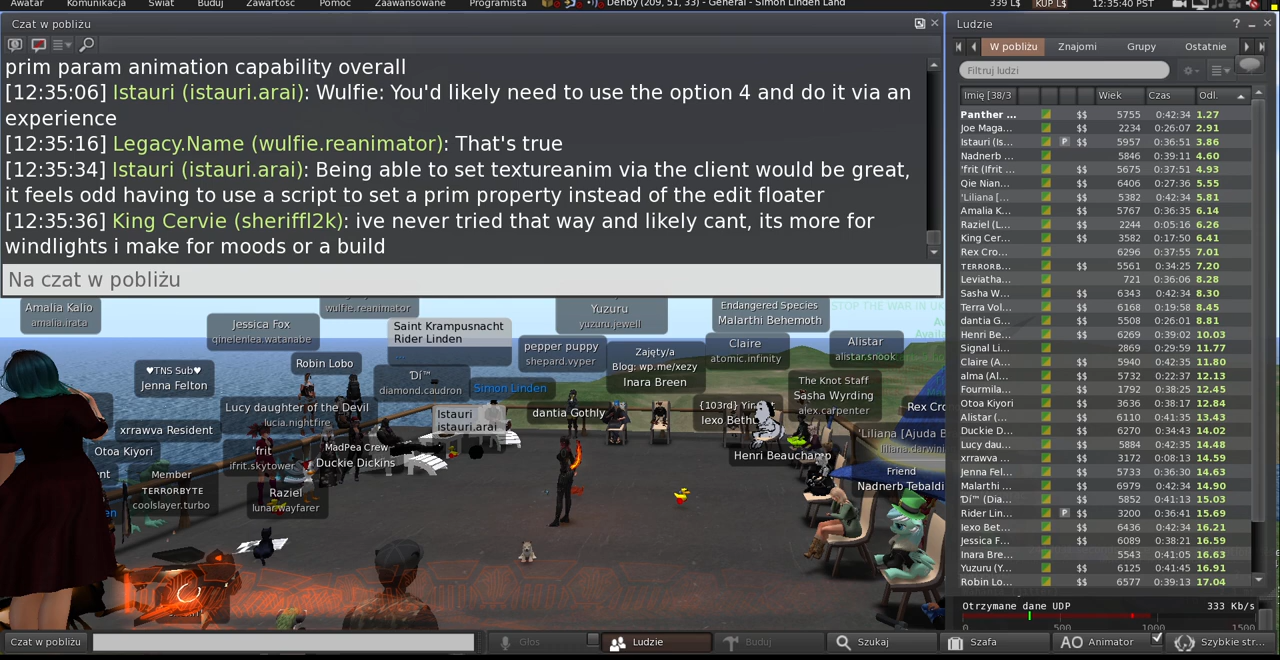 Awatar Komunikacja Świat Buduj Zawartość Pomoc Zaawansowane Programista Denby (209, 51, 33) - General - Simon Linden Land 339 L$ KUP L$ 12:35:40 PST
Czat w pobliżu
prim param animation capability overall
[12:35:06] Istauri (istauri.arai): Wulfie: You'd likely need to use the option 4 and do it via an
experience
[12:35:16] Legacy.Name (wulfie.reanimator): That's true
[12:35:34] Istauri (istauri.arai): Being able to set textureanim via the client would be great,
it feels odd having to use a script to set a prim property instead of the edit floater
[12:35:36] King Cervie (sheriffl2k): ive never tried that way and likely cant, its more for
windlights i make for moods or a build
Na czat w pobliżu
Amalia Kalio
amalia.irata
Jessica Fox
qinelenlea.watanabe
wulfie.reanimator
Saint Krampusnacht
Rider Linden
Yuzuru
yuzuru.jewell
Endangered Species
Malarthi Behemoth
STOP THE WAR IN UK
pepper puppy
shepard.vyper
Claire
atomic.infinity
Alistar
alistar.snook
Zajęty/a
Blog: wp.me/xezy
Inara Breen
Robin Lobo
♥TNS Sub♥
Jenna Felton
Ɗí™
diamond.caudron
Simon Linden
The Knot Staff
Sasha Wyrding
alex.carpenter
Lucy daughter of the Devil
lucia.nightfire
Istauri
istauri.arai
dantia Gothly
Rex Cro
xrrawva Resident
Otoa Kiyori
'frit
ifrit.skytower
MadPea Crew
Duckie Dickins
Henri Beauchamp
'Liliana [Ajuda B
liliana.darwini
Friend
Nadnerb Tebaldi
Member
TERRORBYTE
coolslayer.turbo
Raziel
lunar.wayfarer
Ludzie
W pobliżu Znajomi Grupy Ostatnie
Filtruj ludzi
Imię [38/3 Wiek Czas Odl.
Panther ... $$ 5755 0:42:34 1.27
Joe Maga... $$ 2234 0:26:07 2.91
Istauri (Is... P $$ 5957 0:36:51 3.86
Nadnerb ... 5846 0:39:11 4.60
'frit (Ifrit ... $$ 5675 0:37:51 4.93
Qie Nian... $$ 6406 0:27:36 5.55
'Liliana [... $$ 5382 0:42:34 5.81
Amalia K... $$ 5767 0:36:35 6.14
Raziel (L... $$ 2244 0:05:16 6.26
King Cer... $$ 3582 0:17:50 6.41
Rex Cro... 6296 0:37:55 7.01
TERRORB... $$ 5561 0:34:25 7.20
Leviatha... 721 0:36:06 8.28
Sasha W... $$ 6343 0:42:34 8.30
Terra Vol... $$ 6168 0:19:58 8.45
dantia G... $$ 5508 0:26:01 8.81
Henri Be... $$ 6269 0:39:02 10.03
Signal Li... 2869 0:29:59 11.77
Claire (A... $$ 5940 0:42:35 11.80
alma (Al... $$ 5732 0:22:37 12.13
Fourmila... $$ 1792 0:38:25 12.45
Otoa Kiyori $$ 3636 0:38:17 12.84
Alistar (... $$ 6110 0:41:35 13.43
Duckie D... $$ 6270 0:34:43 14.02
Lucy dau... $$ 5884 0:42:35 14.48
xrrawva ... $$ 3172 0:08:13 14.59
Jenna Fel... $$ 5733 0:36:30 14.63
Malarthi ... $$ 6979 0:42:34 14.90
Ɗí™ (Dia... $$ 5852 0:41:13 15.03
Rider Lin... P $$ 3200 0:36:41 15.69
Iexo Bet... $$ 6436 0:42:34 16.21
Jessica F... $$ 6089 0:38:21 16.59
Inara Bre... 5543 0:41:05 16.63
Yuzuru (Y... $$ 6125 0:41:45 16.91
Robin Lo... $$ 6577 0:39:13 17.04
Otrzymane dane UDP 333 Kb/s
0 500 1000 1500
Czat w pobliżu Głos Ludzie Buduj Szukaj Szafa AO Animator Szybkie str...